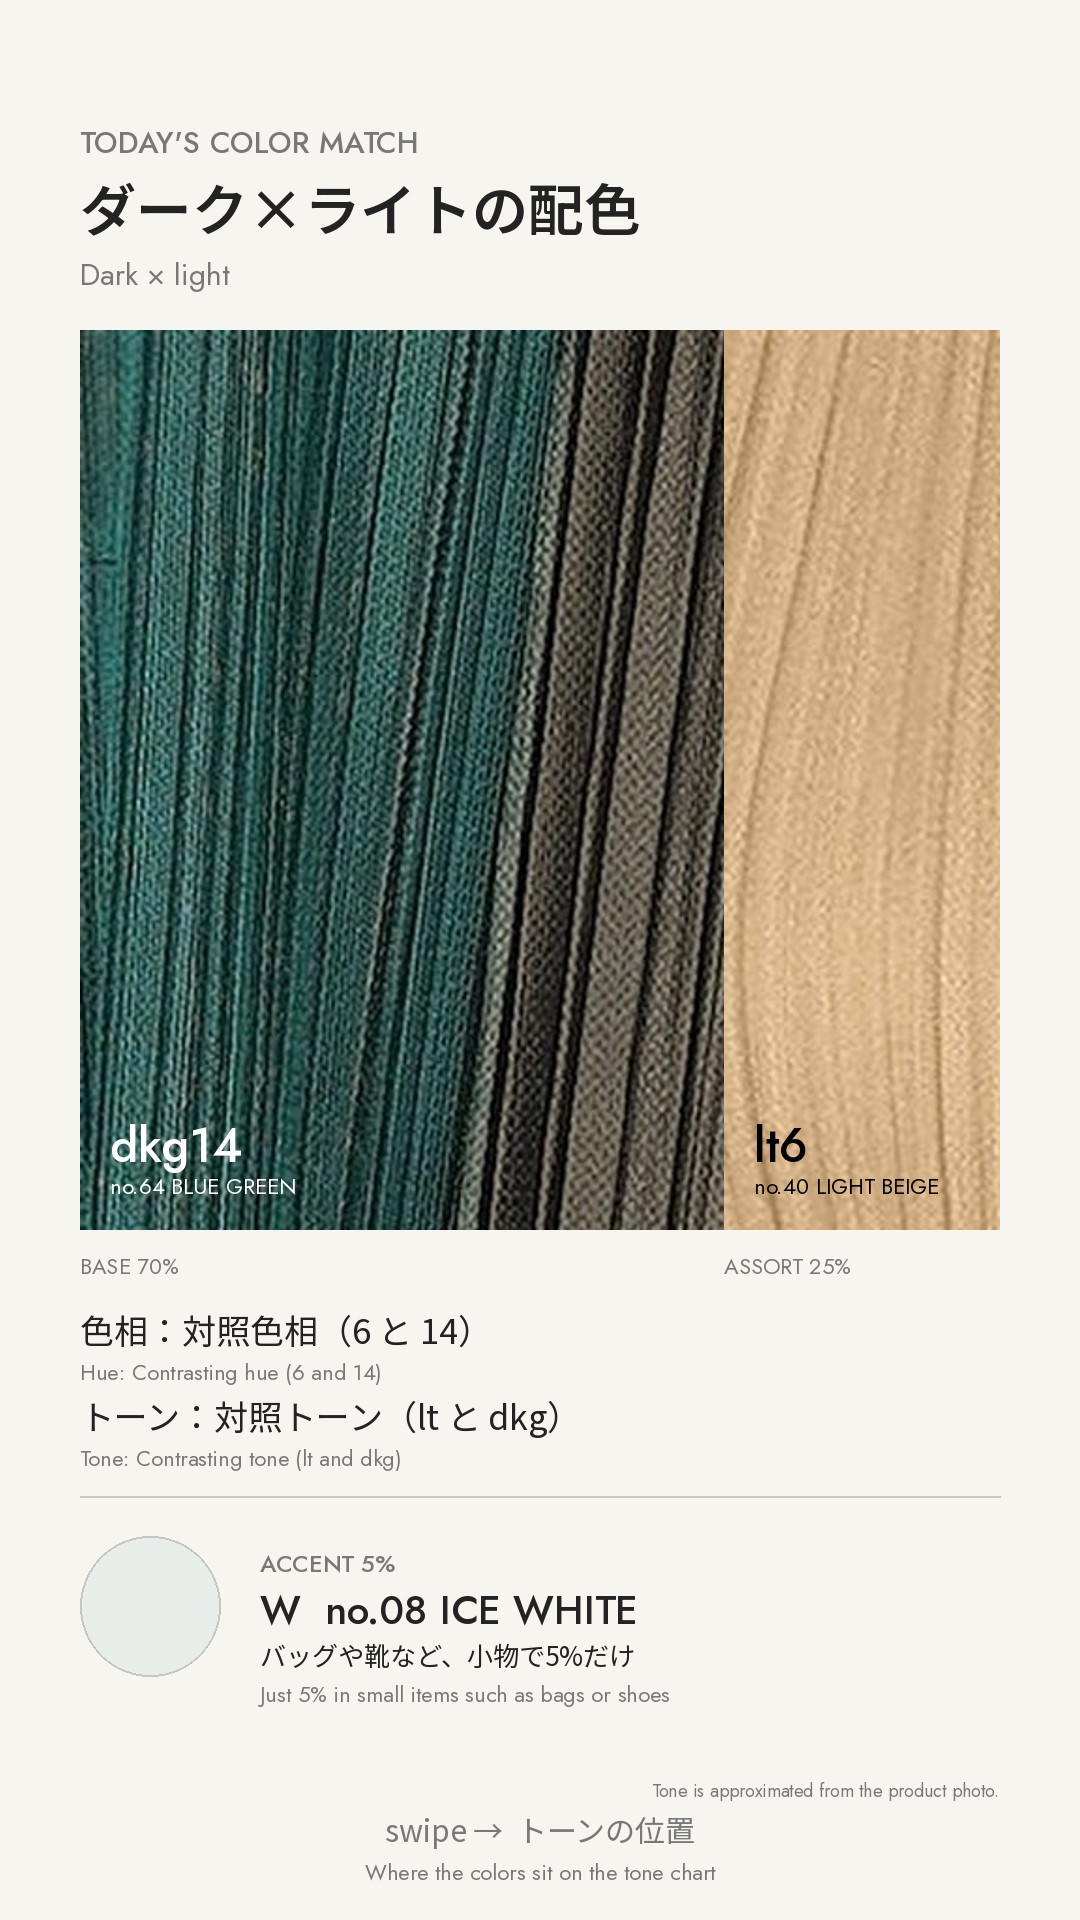 TODAY'S COLOR MATCH
ダーク×ライトの配色
Dark × light
dkg14
no.64 BLUE GREEN
lt6
no.40 LIGHT BEIGE
BASE 70%
ASSORT 25%
色相：対照色相（6 と 14）
Hue: Contrasting hue (6 and 14)
トーン：対照トーン（lt と dkg）
Tone: Contrasting tone (lt and dkg)
ACCENT 5%
W no.08 ICE WHITE
バッグや靴など、小物で5%だけ
Just 5% in small items such as bags or shoes
Tone is approximated from the product photo.
swipe → トーンの位置
Where the colors sit on the tone chart